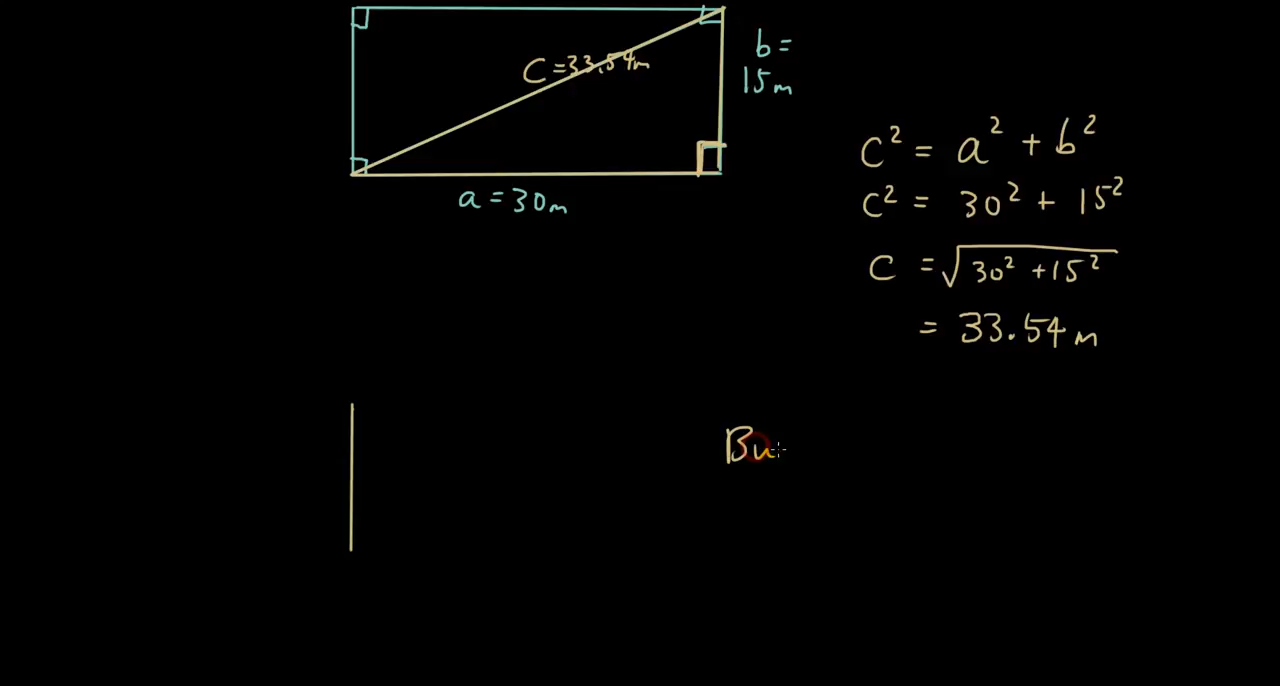 C = 33.54m
b =
15m
a = 30m
C² = a² + b²
C² = 30² + 15²
C = √30² + 15²
= 33.54m
Bu